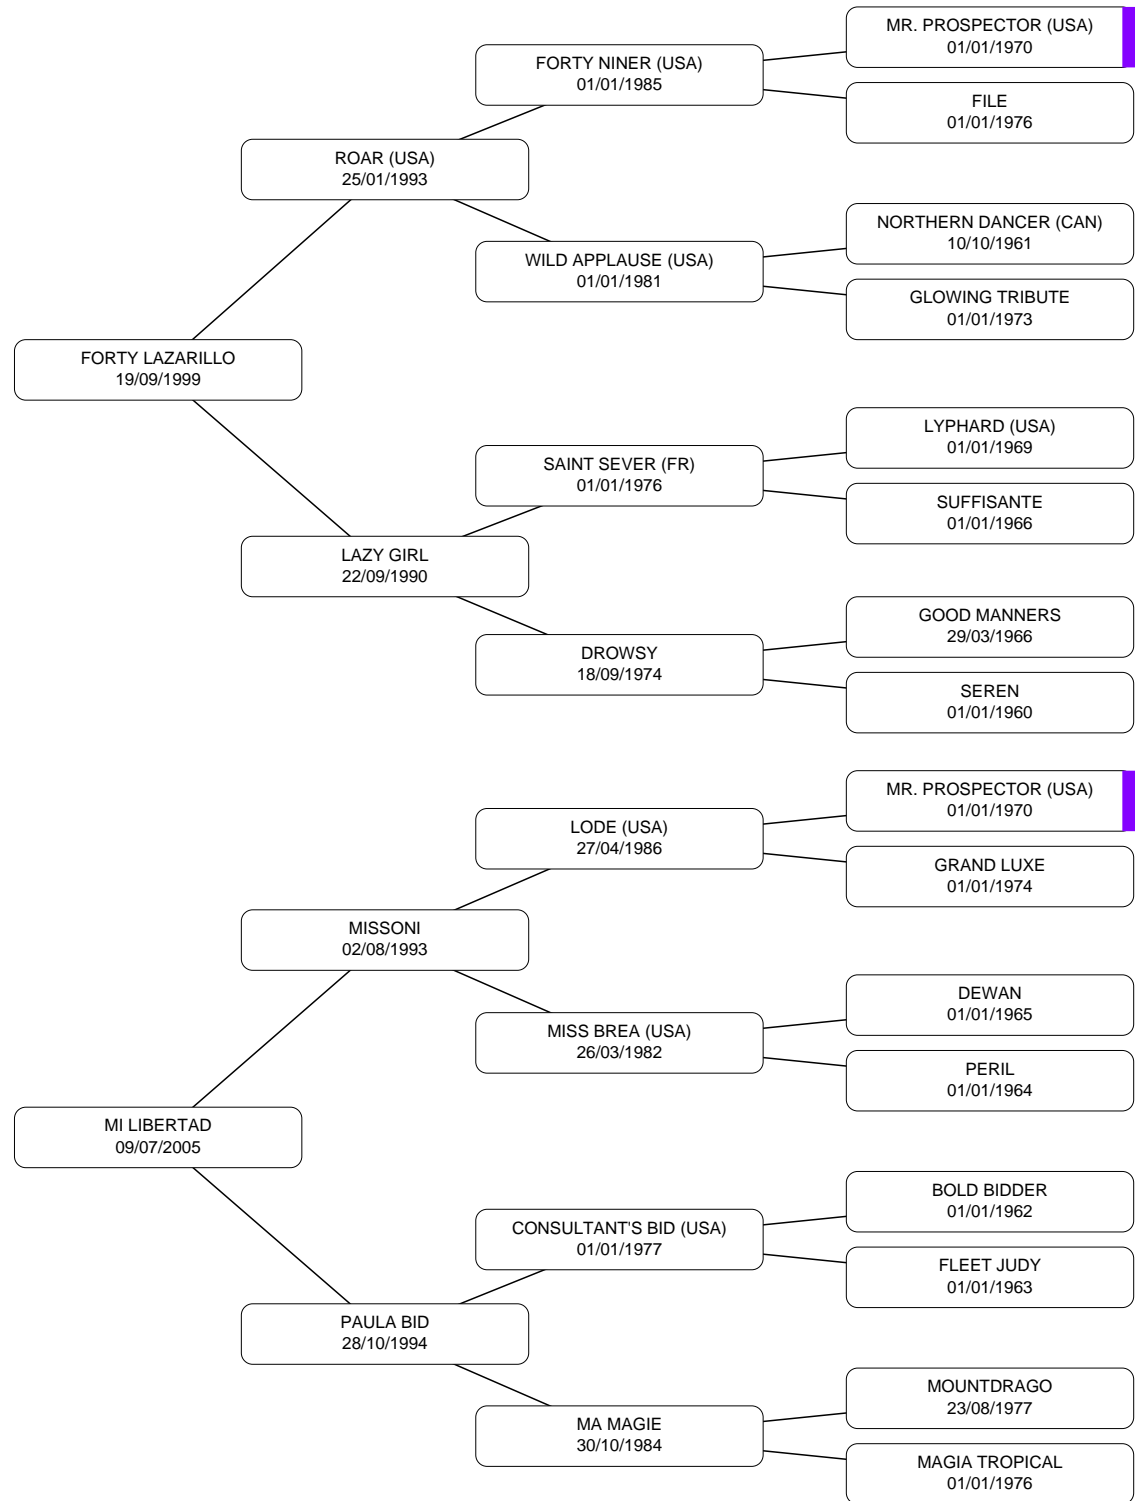 MR. PROSPECTOR (USA)
01/01/1970
FORTY NINER (USA)
01/01/1985
FILE
01/01/1976
ROAR (USA)
25/01/1993
NORTHERN DANCER (CAN)
10/10/1961
WILD APPLAUSE (USA)
01/01/1981
GLOWING TRIBUTE
01/01/1973
FORTY LAZARILLO
19/09/1999
LYPHARD (USA)
01/01/1969
SAINT SEVER (FR)
01/01/1976
SUFFISANTE
01/01/1966
LAZY GIRL
22/09/1990
GOOD MANNERS
29/03/1966
DROWSY
18/09/1974
SEREN
01/01/1960
MR. PROSPECTOR (USA)
01/01/1970
LODE (USA)
27/04/1986
GRAND LUXE
01/01/1974
MISSONI
02/08/1993
DEWAN
01/01/1965
MISS BREA (USA)
26/03/1982
PERIL
01/01/1964
MI LIBERTAD
09/07/2005
BOLD BIDDER
01/01/1962
CONSULTANT'S BID (USA)
01/01/1977
FLEET JUDY
01/01/1963
PAULA BID
28/10/1994
MOUNTDRAGO
23/08/1977
MA MAGIE
30/10/1984
MAGIA TROPICAL
01/01/1976